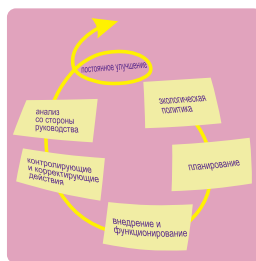 постоянное улучшение
экологическая
политика
планирование
внедрение и
функционирование
контролирующие
и корректирующие
действия
анализ
со стороны
руководства